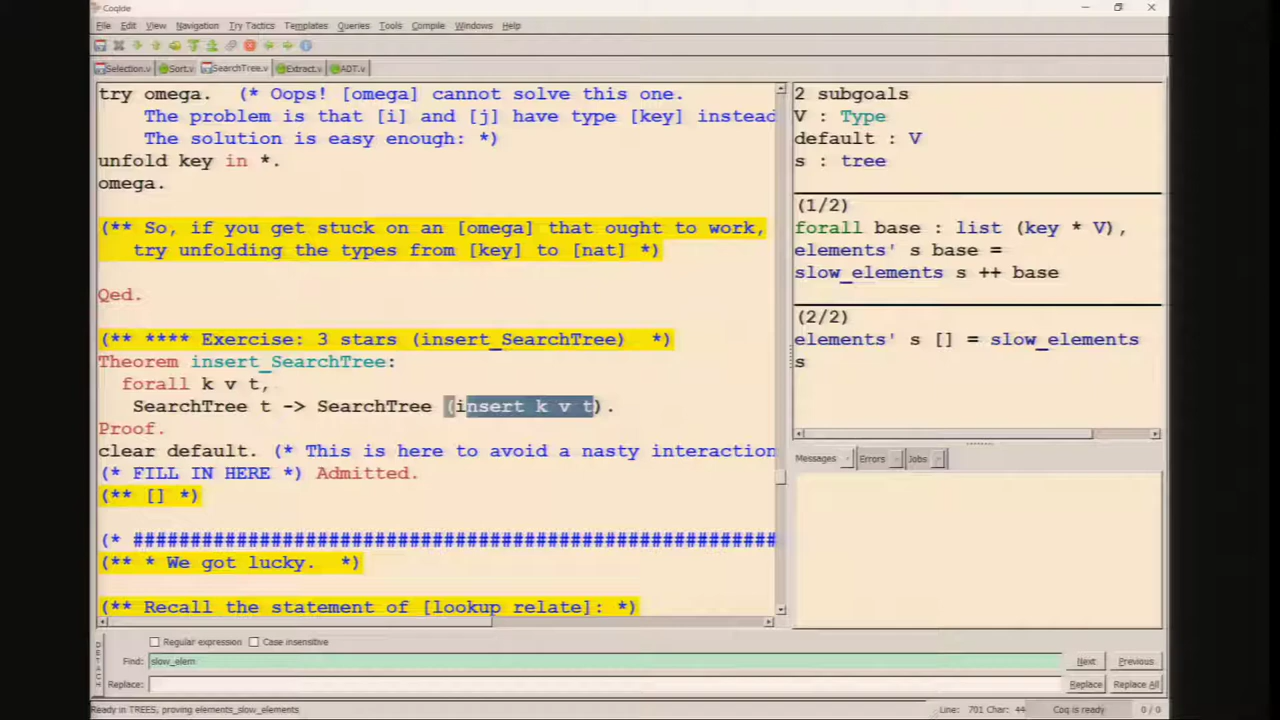 CoqIde
File Edit View Navigation Try Tactics Templates Queries Tools Compile Windows Help
Selection.v Sort.v SearchTree.v Extract.v ADT.v
try omega. (* Oops! [omega] cannot solve this one.
The problem is that [i] and [j] have type [key] instead
The solution is easy enough: *)
unfold key in *.
omega.
(** So, if you get stuck on an [omega] that ought to work,
try unfolding the types from [key] to [nat] *)
Qed.
(** **** Exercise: 3 stars (insert_SearchTree) *)
Theorem insert_SearchTree:
forall k v t,
SearchTree t -> SearchTree (insert k v t).
Proof.
clear default. (* This is here to avoid a nasty interaction
(* FILL IN HERE *) Admitted.
(** [] *)
(* ########################################################
(** * We got lucky. *)
(** Recall the statement of [lookup_relate]: *)
2 subgoals
V : Type
default : V
s : tree
(1/2)
forall base : list (key * V),
elements' s base =
slow_elements s ++ base
(2/2)
elements' s [] = slow_elements
s
Messages Errors Jobs
DETACH
Regular expression Case insensitive
Find: slow_elem Next Previous
Replace: Replace Replace All
Ready in TREES, proving elements_slow_elements Line: 701 Char: 44 Coq is ready 0 / 0